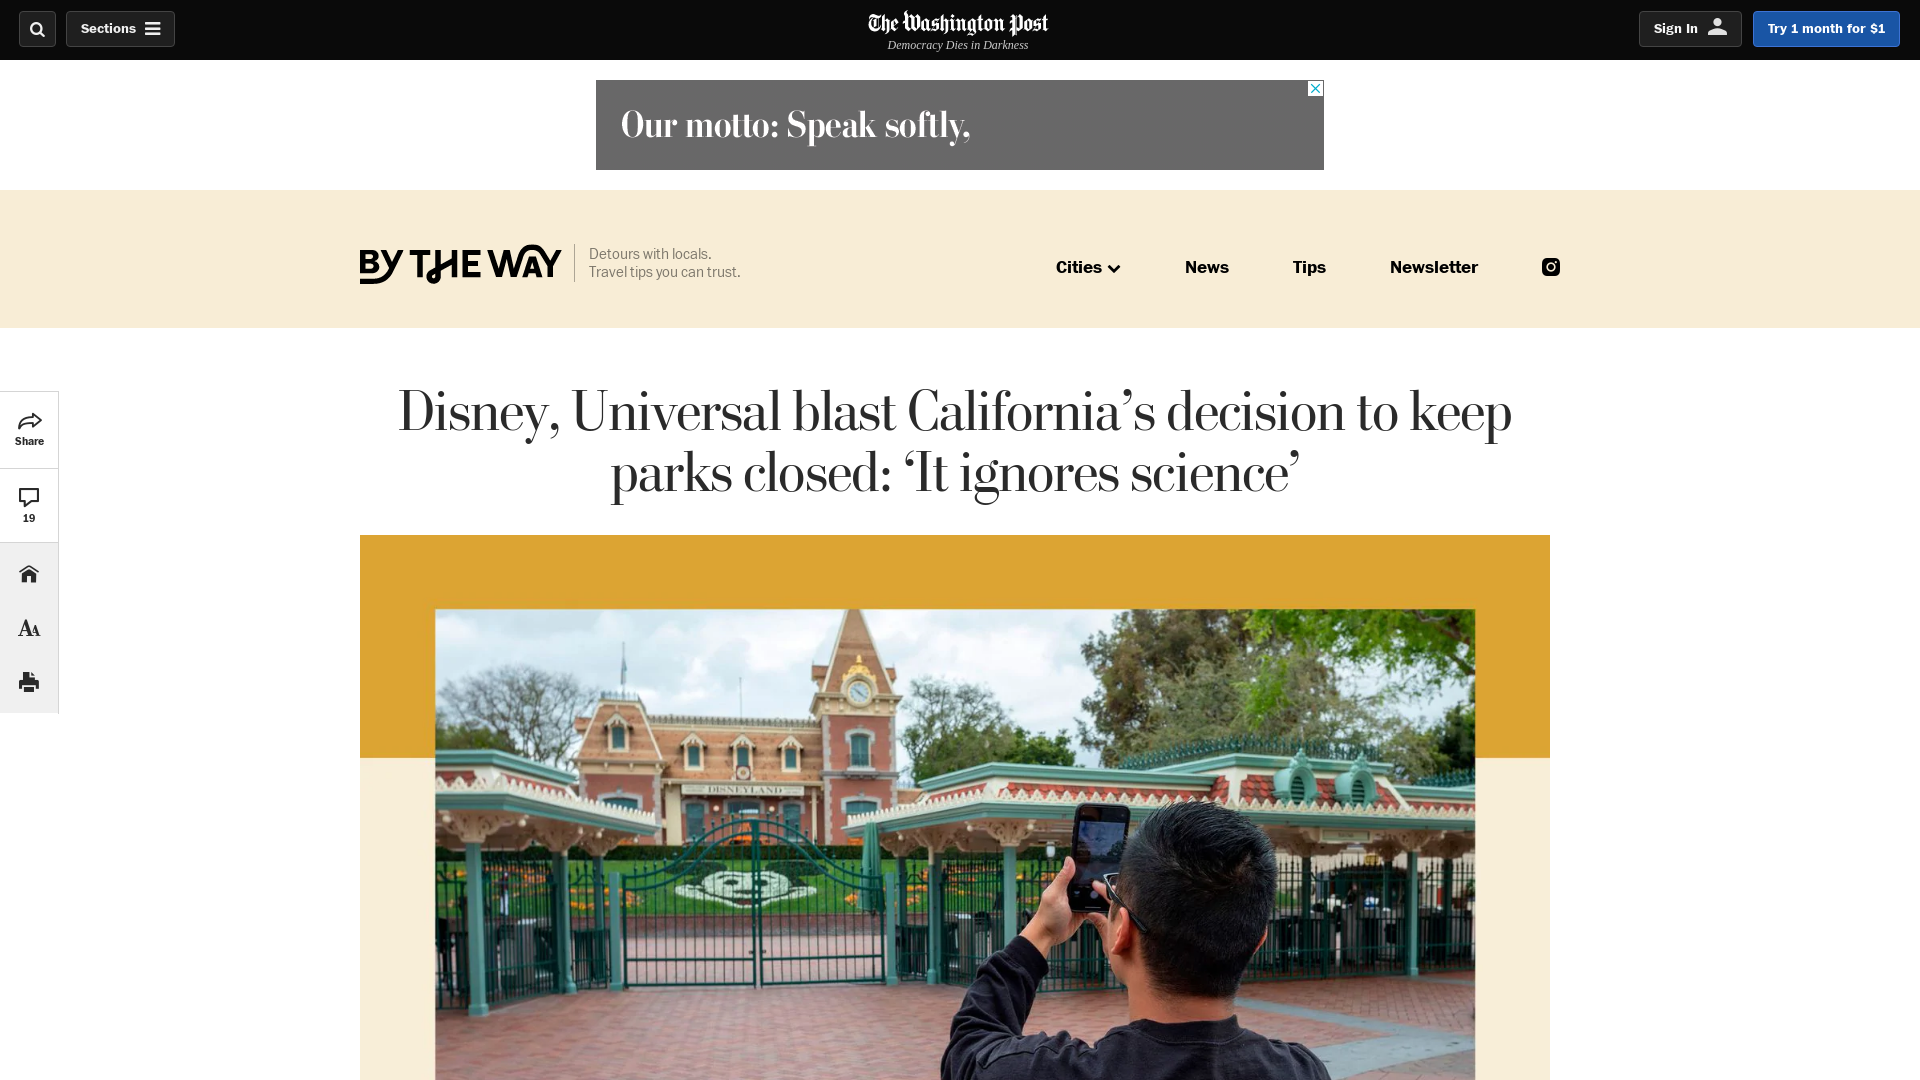 Sections
The Washington Post
Democracy Dies in Darkness
Sign In
Try 1 month for $1
Our motto: Speak softly,
BY THE WAY
Detours with locals.
Travel tips you can trust.
Cities
News
Tips
Newsletter
Disney, Universal blast California’s decision to keep
parks closed: ‘It ignores science’
Share
19
AA
DISNEYLAND